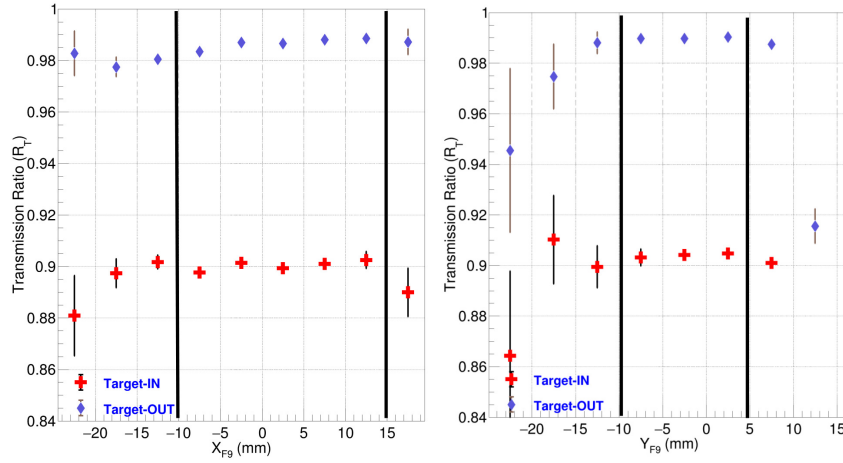 1
0.98
0.96
0.94
0.92
0.9
0.88
0.86
0.84
Transmission Ratio (R_T)
−20 −15 −10 −5 0 5 10 15
X_F9 (mm)
Target-IN
Target-OUT
1
0.98
0.96
0.94
0.92
0.9
0.88
0.86
0.84
Transmission Ratio (R_T)
−20 −15 −10 −5 0 5 10 15
Y_F9 (mm)
Target-IN
Target-OUT